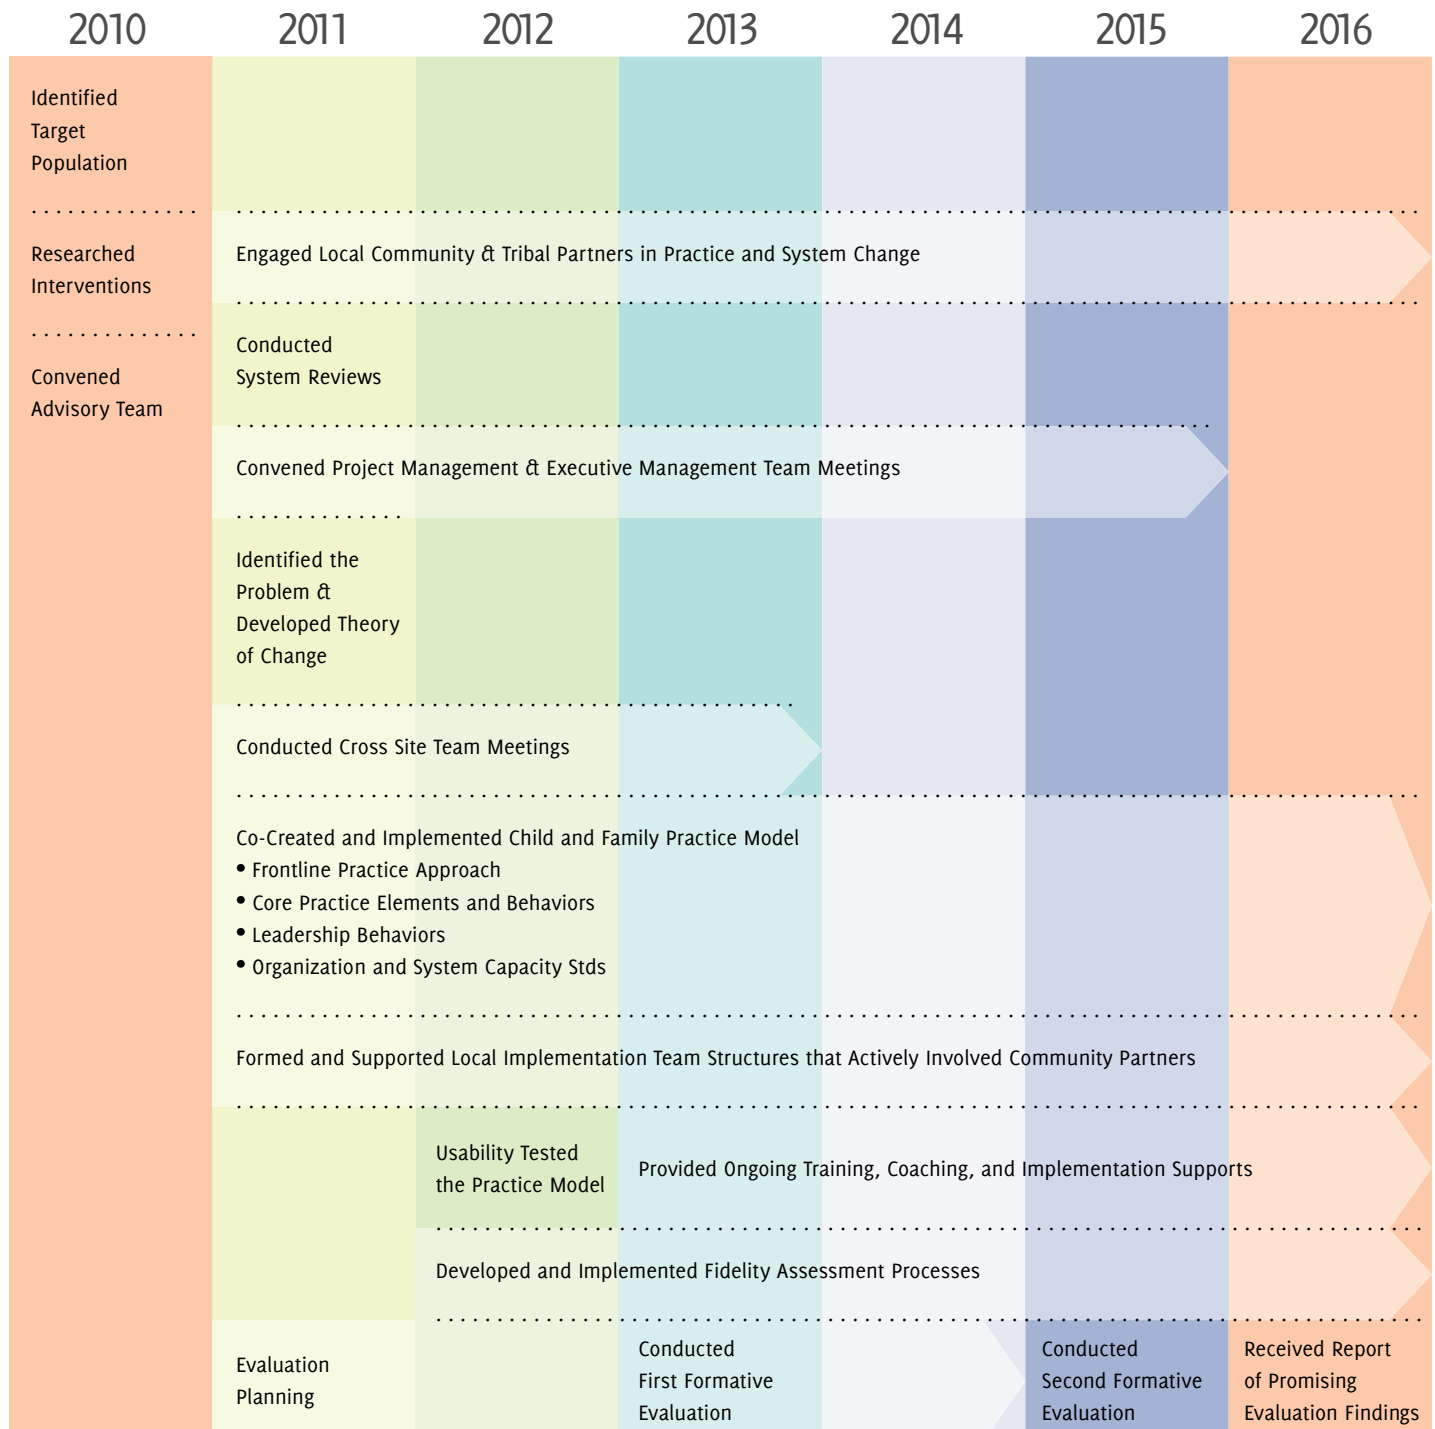 2010 2011 2012 2013 2014 2015 2016
Identified
Target
Population
Researched
Interventions
Convened
Advisory Team
Engaged Local Community & Tribal Partners in Practice and System Change
Conducted
System Reviews
Convened Project Management & Executive Management Team Meetings
Identified the
Problem &
Developed Theory
of Change
Conducted Cross Site Team Meetings
Co-Created and Implemented Child and Family Practice Model
• Frontline Practice Approach
• Core Practice Elements and Behaviors
• Leadership Behaviors
• Organization and System Capacity Stds
Formed and Supported Local Implementation Team Structures that Actively Involved Community Partners
Usability Tested
the Practice Model
Provided Ongoing Training, Coaching, and Implementation Supports
Developed and Implemented Fidelity Assessment Processes
Evaluation
Planning
Conducted
First Formative
Evaluation
Conducted
Second Formative
Evaluation
Received Report
of Promising
Evaluation Findings